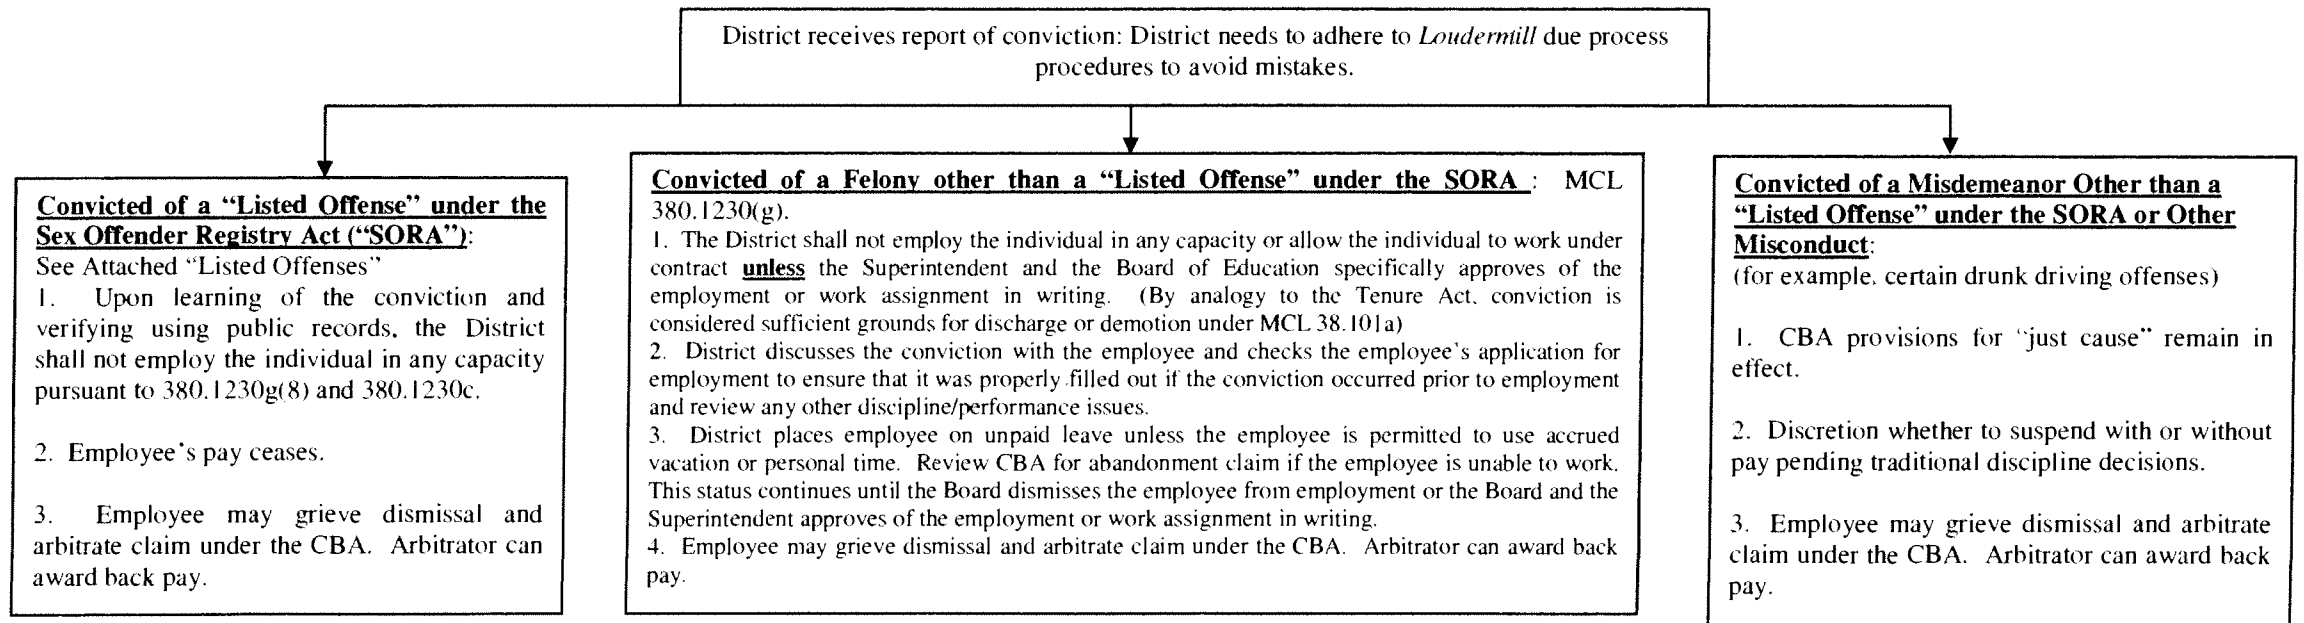 District receives report of conviction: District needs to adhere to Loudermill due process
procedures to avoid mistakes.
Convicted of a “Listed Offense” under the
Sex Offender Registry Act (“SORA”):
See Attached “Listed Offenses”
1. Upon learning of the conviction and
verifying using public records, the District
shall not employ the individual in any capacity
pursuant to 380.1230g(8) and 380.1230c.
2. Employee’s pay ceases.
3. Employee may grieve dismissal and
arbitrate claim under the CBA. Arbitrator can
award back pay.
Convicted of a Felony other than a “Listed Offense” under the SORA : MCL
380.1230(g).
1. The District shall not employ the individual in any capacity or allow the individual to work under
contract unless the Superintendent and the Board of Education specifically approves of the
employment or work assignment in writing. (By analogy to the Tenure Act, conviction is
considered sufficient grounds for discharge or demotion under MCL 38.101a)
2. District discusses the conviction with the employee and checks the employee’s application for
employment to ensure that it was properly filled out if the conviction occurred prior to employment
and review any other discipline/performance issues.
3. District places employee on unpaid leave unless the employee is permitted to use accrued
vacation or personal time. Review CBA for abandonment claim if the employee is unable to work.
This status continues until the Board dismisses the employee from employment or the Board and the
Superintendent approves of the employment or work assignment in writing.
4. Employee may grieve dismissal and arbitrate claim under the CBA. Arbitrator can award back
pay.
Convicted of a Misdemeanor Other than a
“Listed Offense” under the SORA or Other
Misconduct:
(for example, certain drunk driving offenses)
1. CBA provisions for “just cause” remain in
effect.
2. Discretion whether to suspend with or without
pay pending traditional discipline decisions.
3. Employee may grieve dismissal and arbitrate
claim under the CBA. Arbitrator can award back
pay.